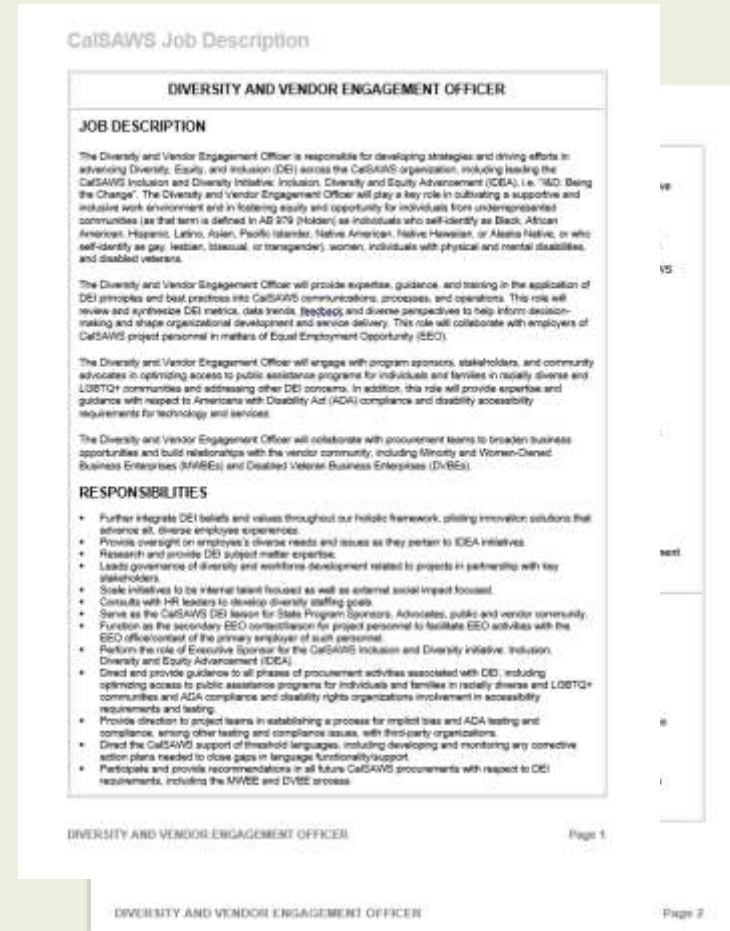 CalSAWS Job Description
DIVERSITY AND VENDOR ENGAGEMENT OFFICER
JOB DESCRIPTION
The Diversity and Vendor Engagement Officer is responsible for developing strategies and driving efforts in
advancing Diversity, Equity, and Inclusion (DEI) across the CalSAWS organization, including leading the
CalSAWS Inclusion and Diversity Initiative: Inclusion, Diversity and Equity Advancement (IDEA), i.e. "I&D: Being
the Change". The Diversity and Vendor Engagement Officer will play a key role in cultivating a supportive and
inclusive work environment and in fostering equity and opportunity for individuals from underrepresented
communities (as that term is defined in AB 979 (Holden) as individuals who self-identify as Black, African
American, Hispanic, Latino, Asian, Pacific Islander, Native American, Native Hawaiian, or Alaska Native, or who
self-identify as gay, lesbian, bisexual, or transgender), women, individuals with physical and mental disabilities,
and disabled veterans.
The Diversity and Vendor Engagement Officer will provide expertise, guidance, and training in the application of
DEI principles and best practices into CalSAWS communications, processes, and operations. This role will
review and synthesize DEI metrics, data trends, feedback and diverse perspectives to help inform decision-
making and shape organizational development and service delivery. This role will collaborate with employers of
CalSAWS project personnel in matters of Equal Employment Opportunity (EEO).
The Diversity and Vendor Engagement Officer will engage with program sponsors, stakeholders, and community
advocates in optimizing access to public assistance programs for individuals and families in racially diverse and
LGBTQ+ communities and addressing other DEI concerns. In addition, this role will provide expertise and
guidance with respect to Americans with Disability Act (ADA) compliance and disability accessibility
requirements for technology and services.
The Diversity and Vendor Engagement Officer will collaborate with procurement teams to broaden business
opportunities and build relationships with the vendor community, including Minority and Women-Owned
Business Enterprises (MWBEs) and Disabled Veteran Business Enterprises (DVBEs).
RESPONSIBILITIES
• Further integrate DEI beliefs and values throughout our holistic framework, piloting innovation solutions that
advance all, diverse employee experiences.
• Provide oversight on employee's diverse needs and issues as they pertain to IDEA initiatives.
• Research and provide DEI subject matter expertise.
• Leads governance of diversity and workforce development related to projects in partnership with key
stakeholders.
• Scale initiatives to be internal talent focused as well as external social impact focused.
• Consults with HR leaders to develop diversity staffing goals.
• Serve as the CalSAWS DEI liaison for State Program Sponsors, Advocates, public and vendor community.
• Function as the secondary EEO contact/liaison for project personnel to facilitate EEO activities with the
EEO office/contact of the primary employer of such personnel.
• Perform the role of Executive Sponsor for the CalSAWS Inclusion and Diversity initiative: Inclusion,
Diversity and Equity Advancement (IDEA).
• Direct and provide guidance to all phases of procurement activities associated with DEI, including
optimizing access to public assistance programs for individuals and families in racially diverse and LGBTQ+
communities and ADA compliance and disability rights organizations involvement in accessibility
requirements and testing.
• Provide direction to project teams in establishing a process for implicit bias and ADA testing and
compliance, among other testing and compliance issues, with third-party organizations.
• Direct the CalSAWS support of threshold languages, including developing and monitoring any corrective
action plans needed to close gaps in language functionality/support.
• Participate and provide recommendations in all future CalSAWS procurements with respect to DEI
requirements, including the MWBE and DVBE process.
DIVERSITY AND VENDOR ENGAGEMENT OFFICER Page 1
DIVERSITY AND VENDOR ENGAGEMENT OFFICER Page 2